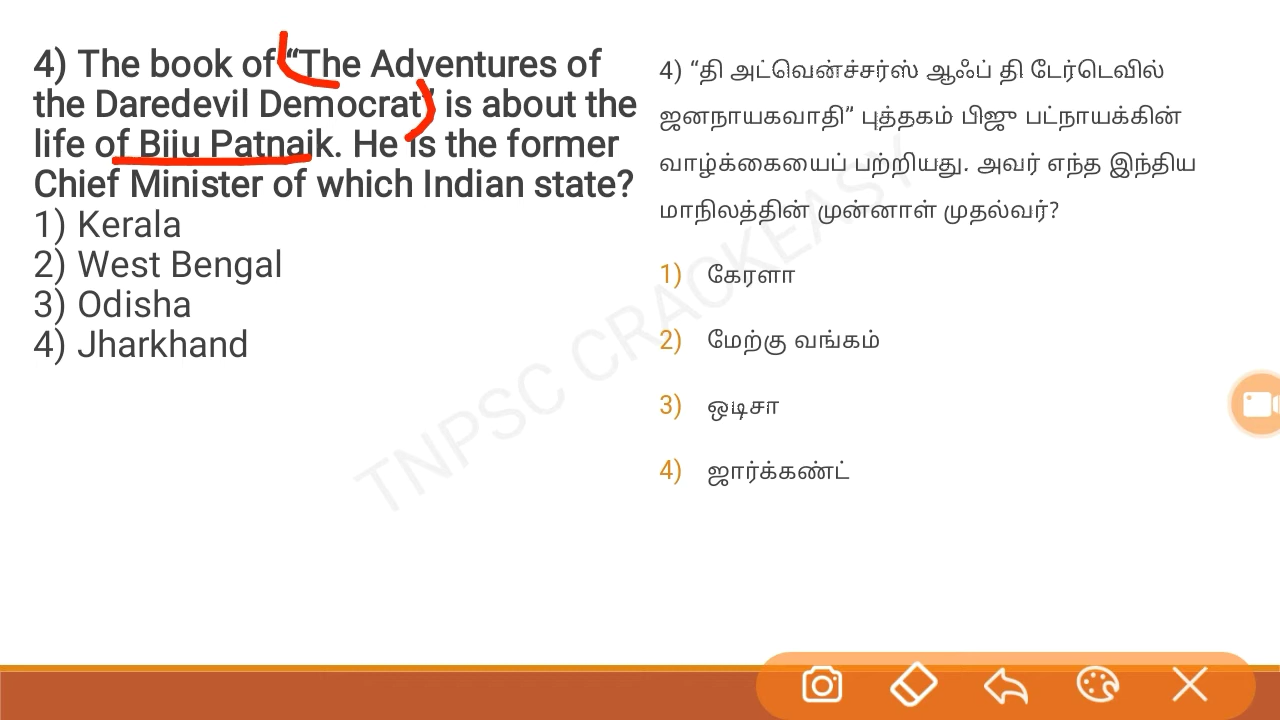 4) The book of “The Adventures of
the Daredevil Democrat” is about the
life of Biju Patnaik. He is the former
Chief Minister of which Indian state?
1) Kerala
2) West Bengal
3) Odisha
4) Jharkhand
4) “தி அட்வென்ச்சர்ஸ் ஆஃப் தி டேர்டெவில்
ஜனநாயகவாதி” புத்தகம் பிஜு பட்நாயக்கின்
வாழ்க்கையைப் பற்றியது. அவர் எந்த இந்திய
மாநிலத்தின் முன்னாள் முதல்வர்?
1) கேரளா
2) மேற்கு வங்கம்
3) ஒடிசா
4) ஜார்க்கண்ட்
TNPSC CRACKEASY